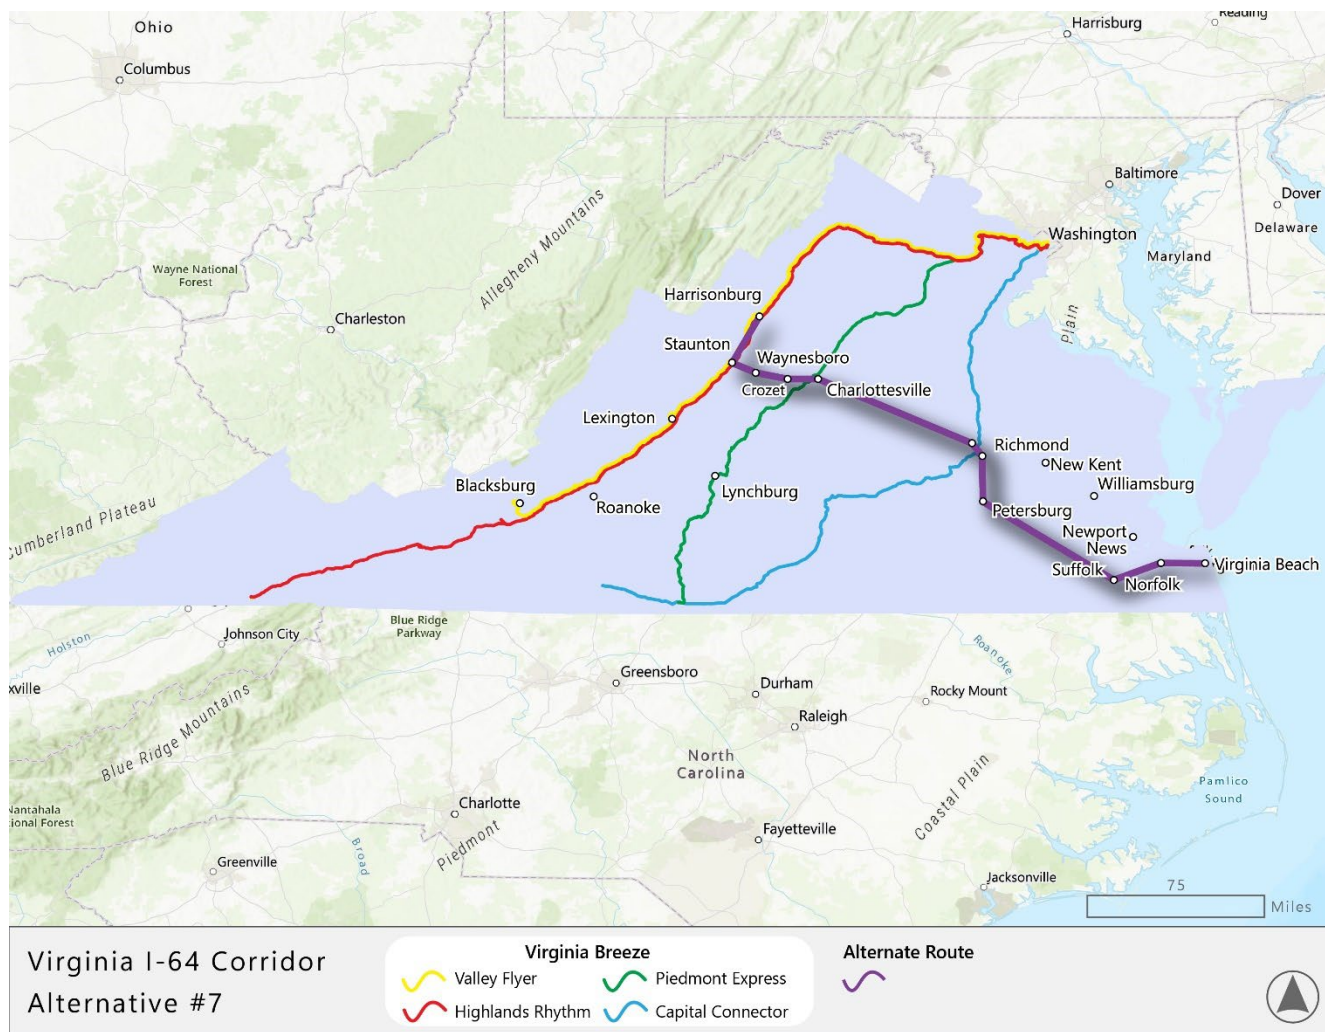 Reading
Harrisburg
Ohio
Columbus
Baltimore
Dover
Delaware
Washington
Maryland
Wayne National
Forest
Allegheny Mountains
Plain
Harrisonburg
Charleston
Staunton
Waynesboro
Crozet
Charlottesville
Lexington
Richmond
New Kent
Blacksburg
Lynchburg
Williamsburg
Roanoke
Petersburg
Cumberland Plateau
Newport
News
Suffolk
Virginia Beach
Norfolk
Blue Ridge
Parkway
Johnson City
Holston
Roanoke
Greensboro
Durham
xville
Rocky Mount
Raleigh
Blue Ridge Mountains
North
Carolina
Coastal Plain
Pamlico
Sound
Nantahala
ional Forest
Charlotte
Piedmont
Fayetteville
Broad
Greenville
Jacksonville
75
Miles
Virginia I-64 Corridor
Alternative #7
Virginia Breeze
Valley Flyer
Piedmont Express
Highlands Rhythm
Capital Connector
Alternate Route